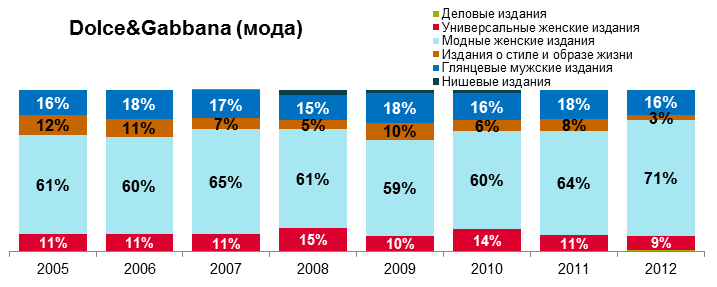 Dolce&Gabbana (мода)
Деловые издания
Универсальные женские издания
Модные женские издания
Издания о стиле и образе жизни
Глянцевые мужские издания
Нишевые издания
16% 18% 17% 15% 18% 16% 18% 16%
12% 11% 7% 5% 10% 6% 8% 3%
61% 60% 65% 61% 59% 60% 64% 71%
11% 11% 11% 15% 10% 14% 11% 9%
2005 2006 2007 2008 2009 2010 2011 2012